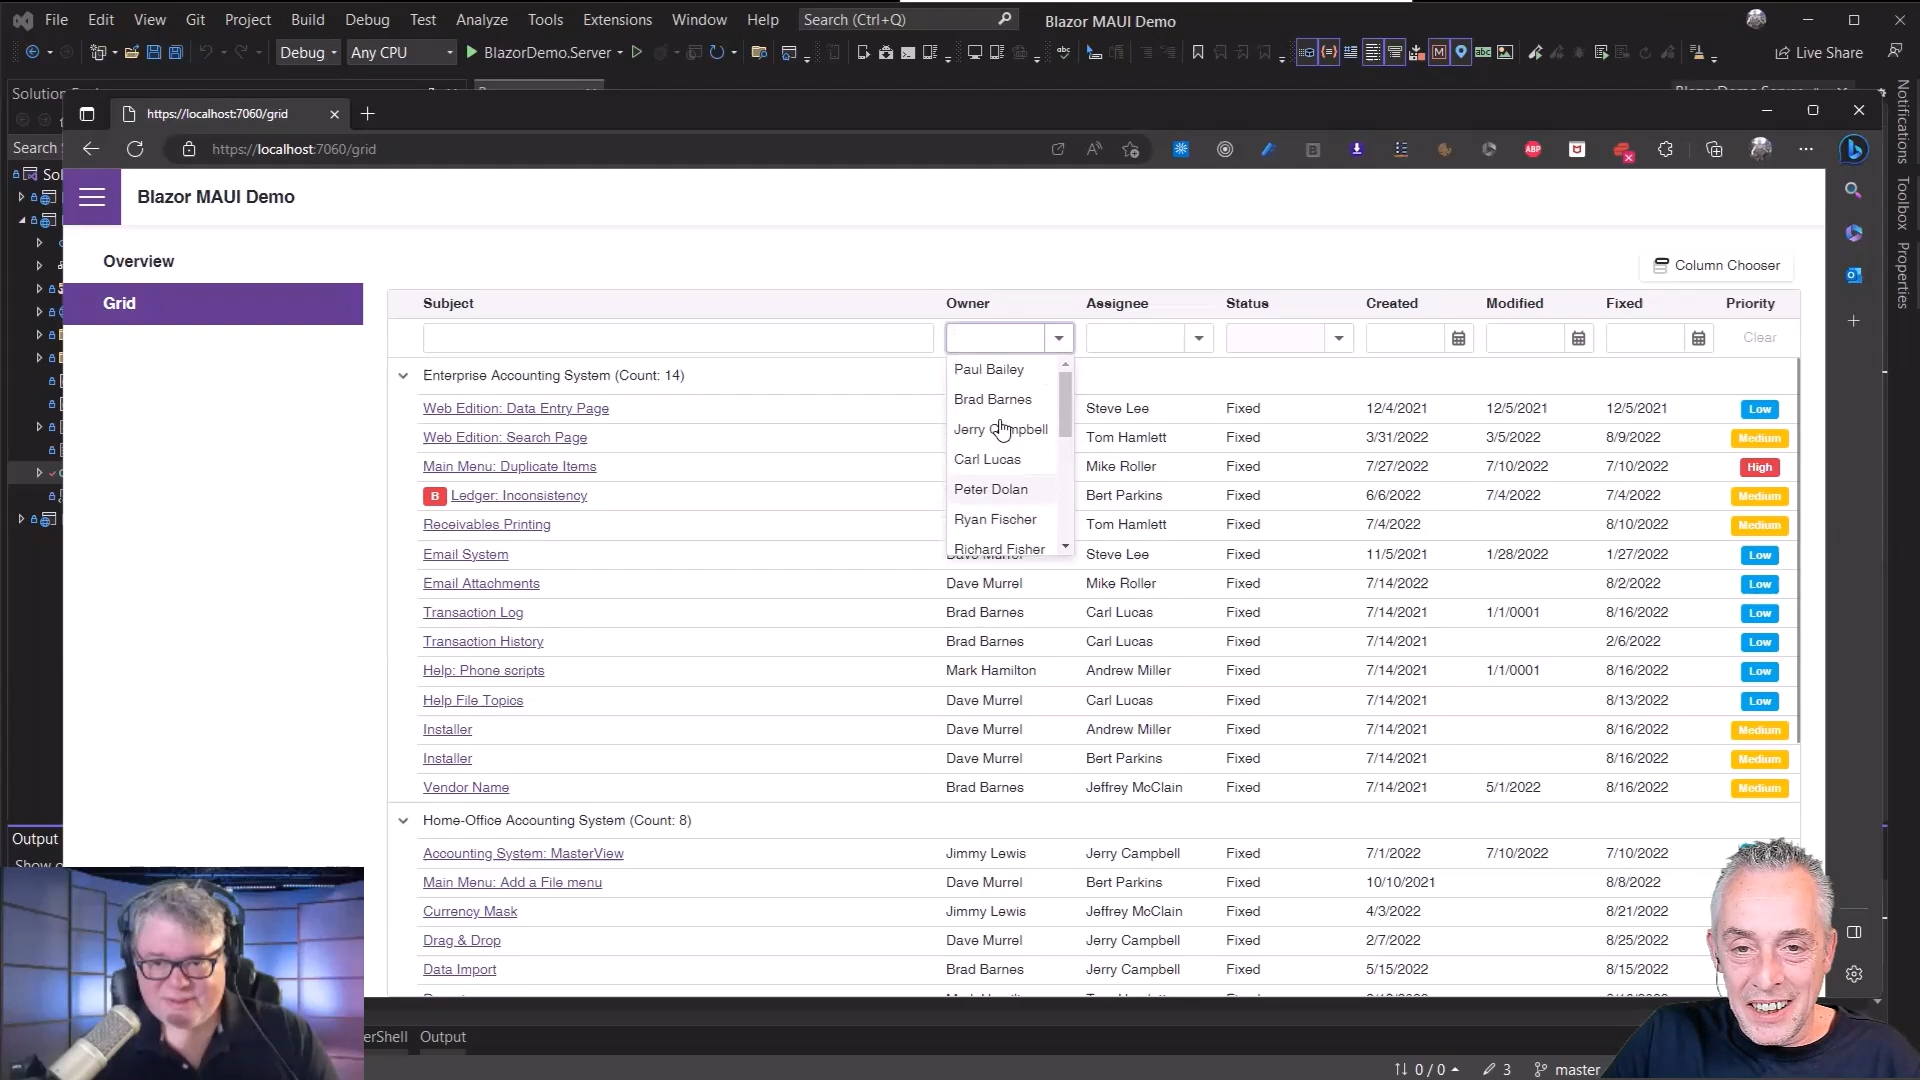 File Edit View Git Project Build Debug Test Analyze Tools Extensions Window Help Search (Ctrl+Q) Blazor MAUI Demo
Debug Any CPU BlazorDemo.Server Live Share
https://localhost:7060/grid
Search
https://localhost:7060/grid
ABP
Notifications
Toolbox
Properties
Blazor MAUI Demo
Overview
Grid
Column Chooser
Subject Owner Assignee Status Created Modified Fixed Priority
Clear
Paul Bailey
Brad Barnes
Jerry Campbell
Carl Lucas
Peter Dolan
Ryan Fischer
Richard Fisher
Enterprise Accounting System (Count: 14)
Web Edition: Data Entry Page Steve Lee Fixed 12/4/2021 12/5/2021 12/5/2021 Low
Web Edition: Search Page Tom Hamlett Fixed 3/31/2022 3/5/2022 8/9/2022 Medium
Main Menu: Duplicate Items Mike Roller Fixed 7/27/2022 7/10/2022 7/10/2022 High
B Ledger: Inconsistency Bert Parkins Fixed 6/6/2022 7/4/2022 7/4/2022 Medium
Receivables Printing Tom Hamlett Fixed 7/4/2022 8/10/2022 Medium
Email System Dave Murrel Steve Lee Fixed 11/5/2021 1/28/2022 1/27/2022 Low
Email Attachments Dave Murrel Mike Roller Fixed 7/14/2022 8/2/2022 Low
Transaction Log Brad Barnes Carl Lucas Fixed 7/14/2021 1/1/0001 8/16/2022 Low
Transaction History Brad Barnes Carl Lucas Fixed 7/14/2021 2/6/2022 Low
Help: Phone scripts Mark Hamilton Andrew Miller Fixed 7/14/2021 1/1/0001 8/16/2022 Low
Help File Topics Dave Murrel Carl Lucas Fixed 7/14/2021 8/13/2022 Low
Installer Dave Murrel Andrew Miller Fixed 7/14/2021 8/16/2022 Medium
Installer Dave Murrel Bert Parkins Fixed 7/14/2021 8/16/2022 Medium
Vendor Name Brad Barnes Jeffrey McClain Fixed 7/14/2021 5/1/2022 8/16/2022 Medium
Home-Office Accounting System (Count: 8)
Accounting System: MasterView Jimmy Lewis Jerry Campbell Fixed 7/1/2022 7/10/2022 7/10/2022
Main Menu: Add a File menu Dave Murrel Bert Parkins Fixed 10/10/2021 8/8/2022
Currency Mask Jimmy Lewis Jeffrey McClain Fixed 4/3/2022 8/21/2022
Drag & Drop Dave Murrel Jerry Campbell Fixed 2/7/2022 8/25/2022
Data Import Brad Barnes Jerry Campbell Fixed 5/15/2022 8/15/2022
Output
erShell Output
0 / 0 3 master